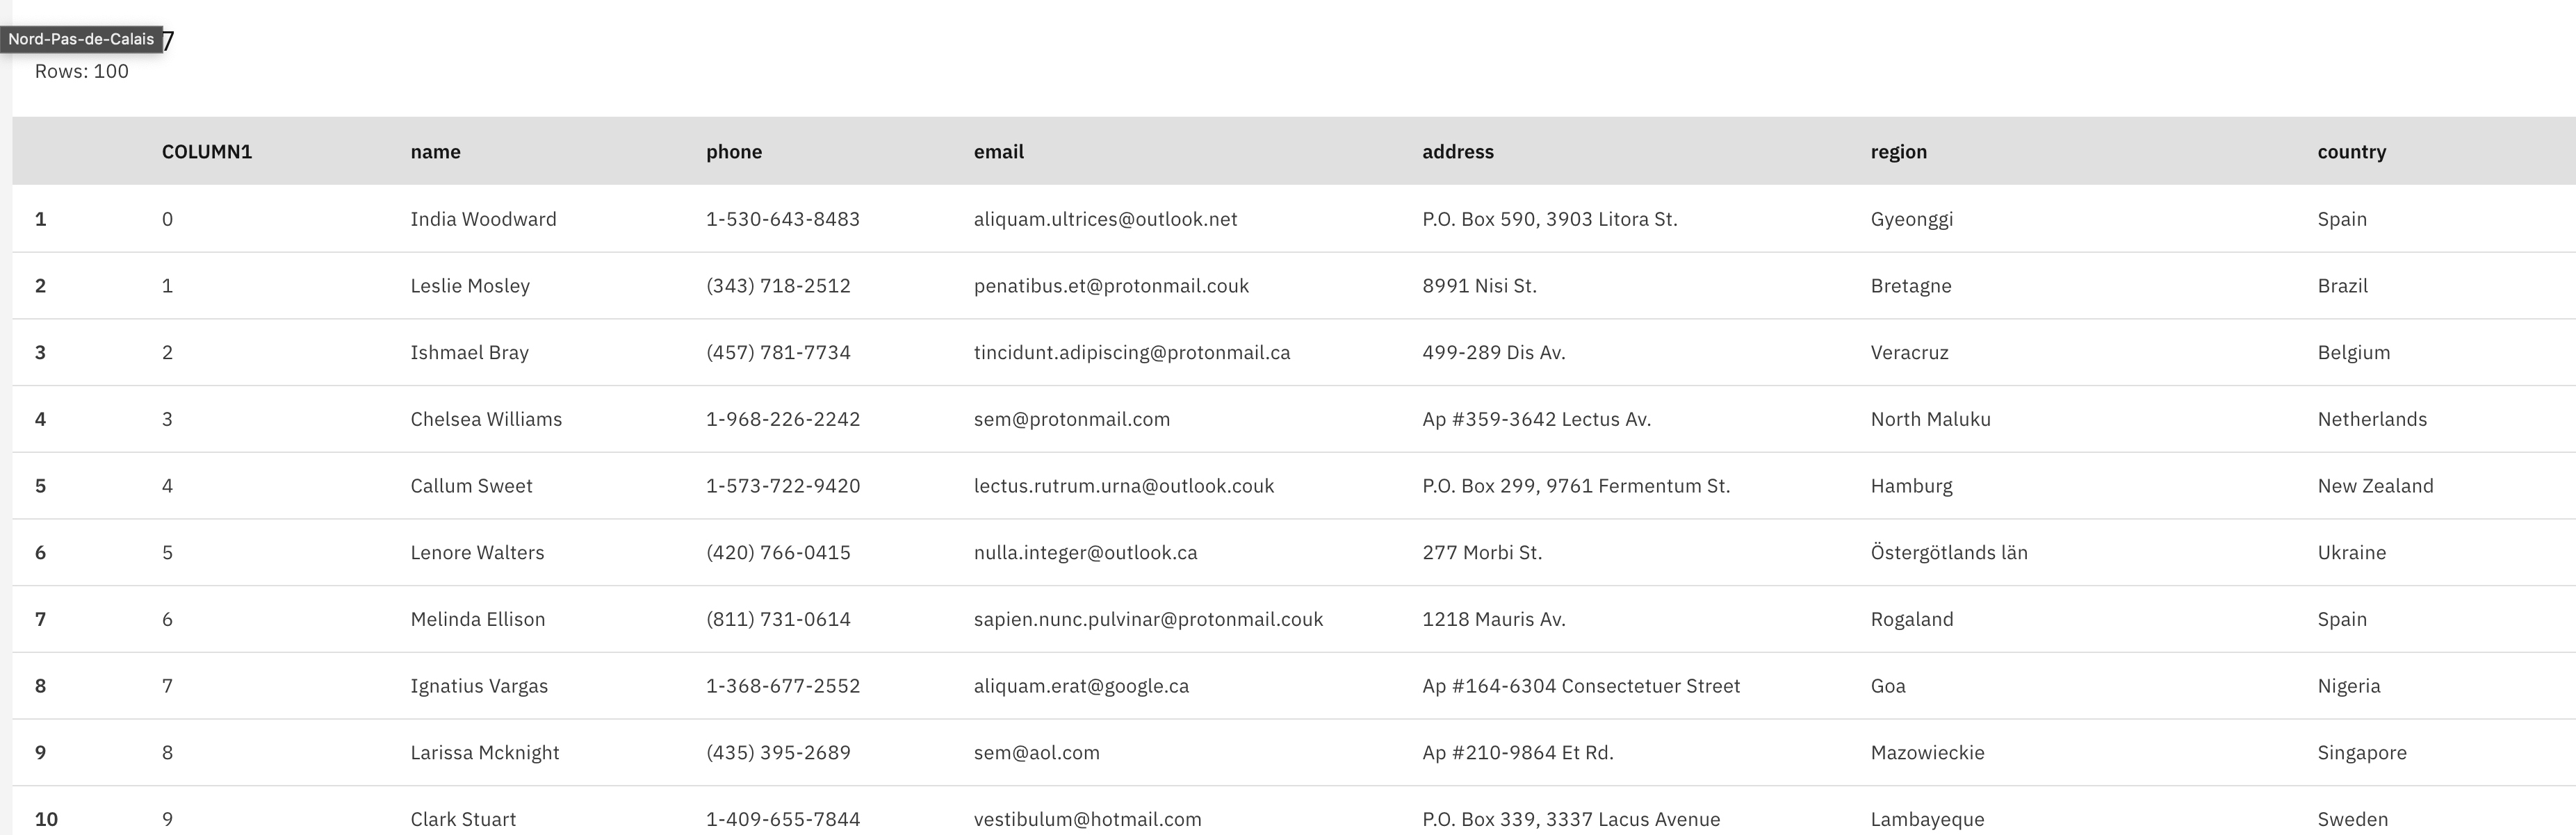 Nord-Pas-de-Calais 7
Rows: 100
COLUMN1 name phone email address region country
1 0 India Woodward 1-530-643-8483 aliquam.ultrices@outlook.net P.O. Box 590, 3903 Litora St. Gyeonggi Spain
2 1 Leslie Mosley (343) 718-2512 penatibus.et@protonmail.couk 8991 Nisi St. Bretagne Brazil
3 2 Ishmael Bray (457) 781-7734 tincidunt.adipiscing@protonmail.ca 499-289 Dis Av. Veracruz Belgium
4 3 Chelsea Williams 1-968-226-2242 sem@protonmail.com Ap #359-3642 Lectus Av. North Maluku Netherlands
5 4 Callum Sweet 1-573-722-9420 lectus.rutrum.urna@outlook.couk P.O. Box 299, 9761 Fermentum St. Hamburg New Zealand
6 5 Lenore Walters (420) 766-0415 nulla.integer@outlook.ca 277 Morbi St. Östergötlands län Ukraine
7 6 Melinda Ellison (811) 731-0614 sapien.nunc.pulvinar@protonmail.couk 1218 Mauris Av. Rogaland Spain
8 7 Ignatius Vargas 1-368-677-2552 aliquam.erat@google.ca Ap #164-6304 Consectetuer Street Goa Nigeria
9 8 Larissa Mcknight (435) 395-2689 sem@aol.com Ap #210-9864 Et Rd. Mazowieckie Singapore
10 9 Clark Stuart 1-409-655-7844 vestibulum@hotmail.com P.O. Box 339, 3337 Lacus Avenue Lambayeque Sweden